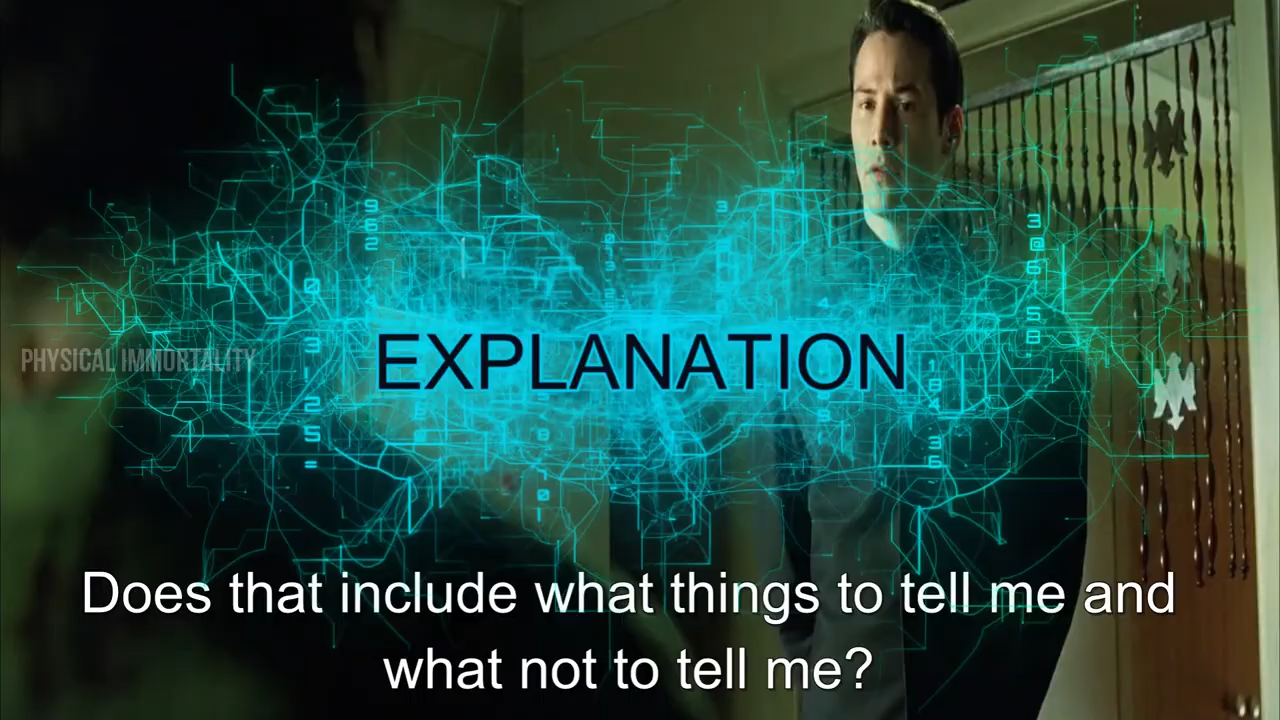 PHYSICAL IMMORTALITY
EXPLANATION
Does that include what things to tell me and
what not to tell me?